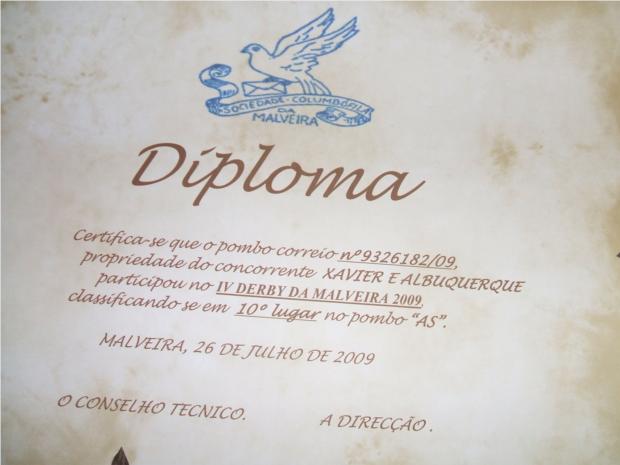 SOCIEDADE-COLUMBÓFILA
DA
MALVEIRA
Diploma
Certifica-se que o pombo correio nº9326182/09,
propriedade do concorrente XAVIER E ALBUQUERQUE
participou no IV DERBY DA MALVEIRA 2009,
classificando se em 10º lugar no pombo "AS".
MALVEIRA, 26 DE JULHO DE 2009
O CONSELHO TECNICO. A DIRECÇÃO .